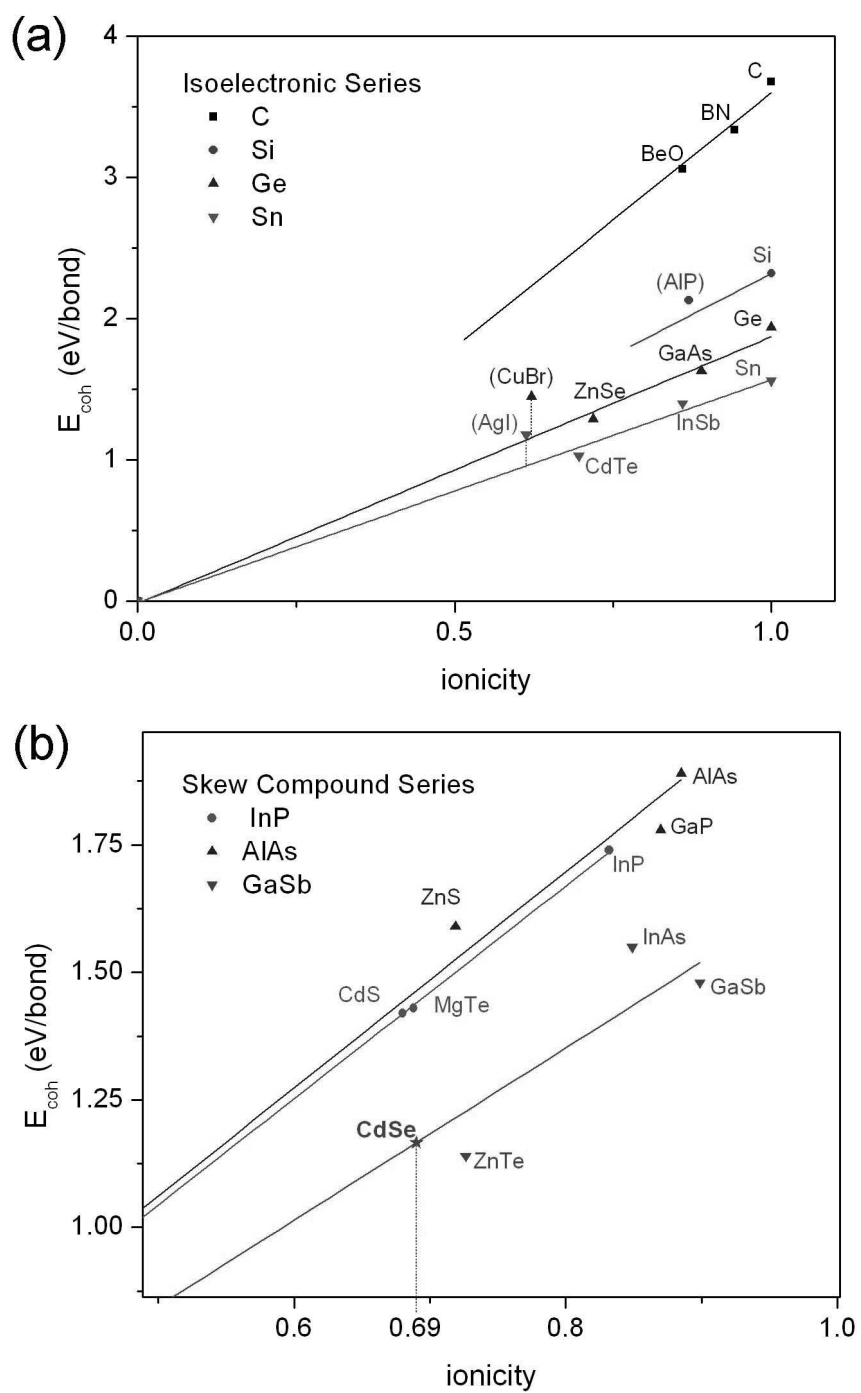 (a)
Isoelectronic Series
C
Si
Ge
Sn
4
3
2
1
0
E_coh (eV/bond)
C
BN
BeO
Si
(AlP)
Ge
GaAs
(CuBr)
ZnSe
Sn
(AgI)
InSb
CdTe
0.0
0.5
1.0
ionicity
(b)
Skew Compound Series
InP
AlAs
GaSb
1.75
1.50
1.25
1.00
E_coh (eV/bond)
AlAs
GaP
InP
ZnS
InAs
GaSb
CdS
MgTe
CdSe
ZnTe
0.6
0.69
0.8
1.0
ionicity